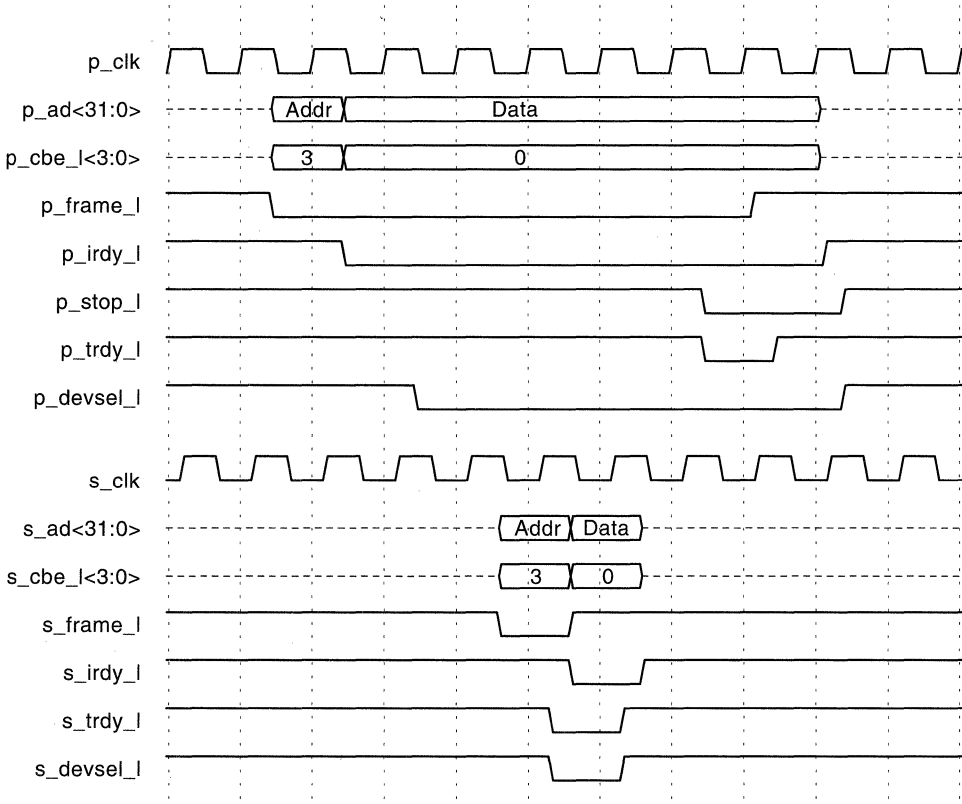 p_clk
p_ad<31:0> Addr Data
p_cbe_l<3:0> 3 0
p_frame_l
p_irdy_l
p_stop_l
p_trdy_l
p_devsel_l
s_clk
s_ad<31:0> Addr Data
s_cbe_l<3:0> 3 0
s_frame_l
s_irdy_l
s_trdy_l
s_devsel_l